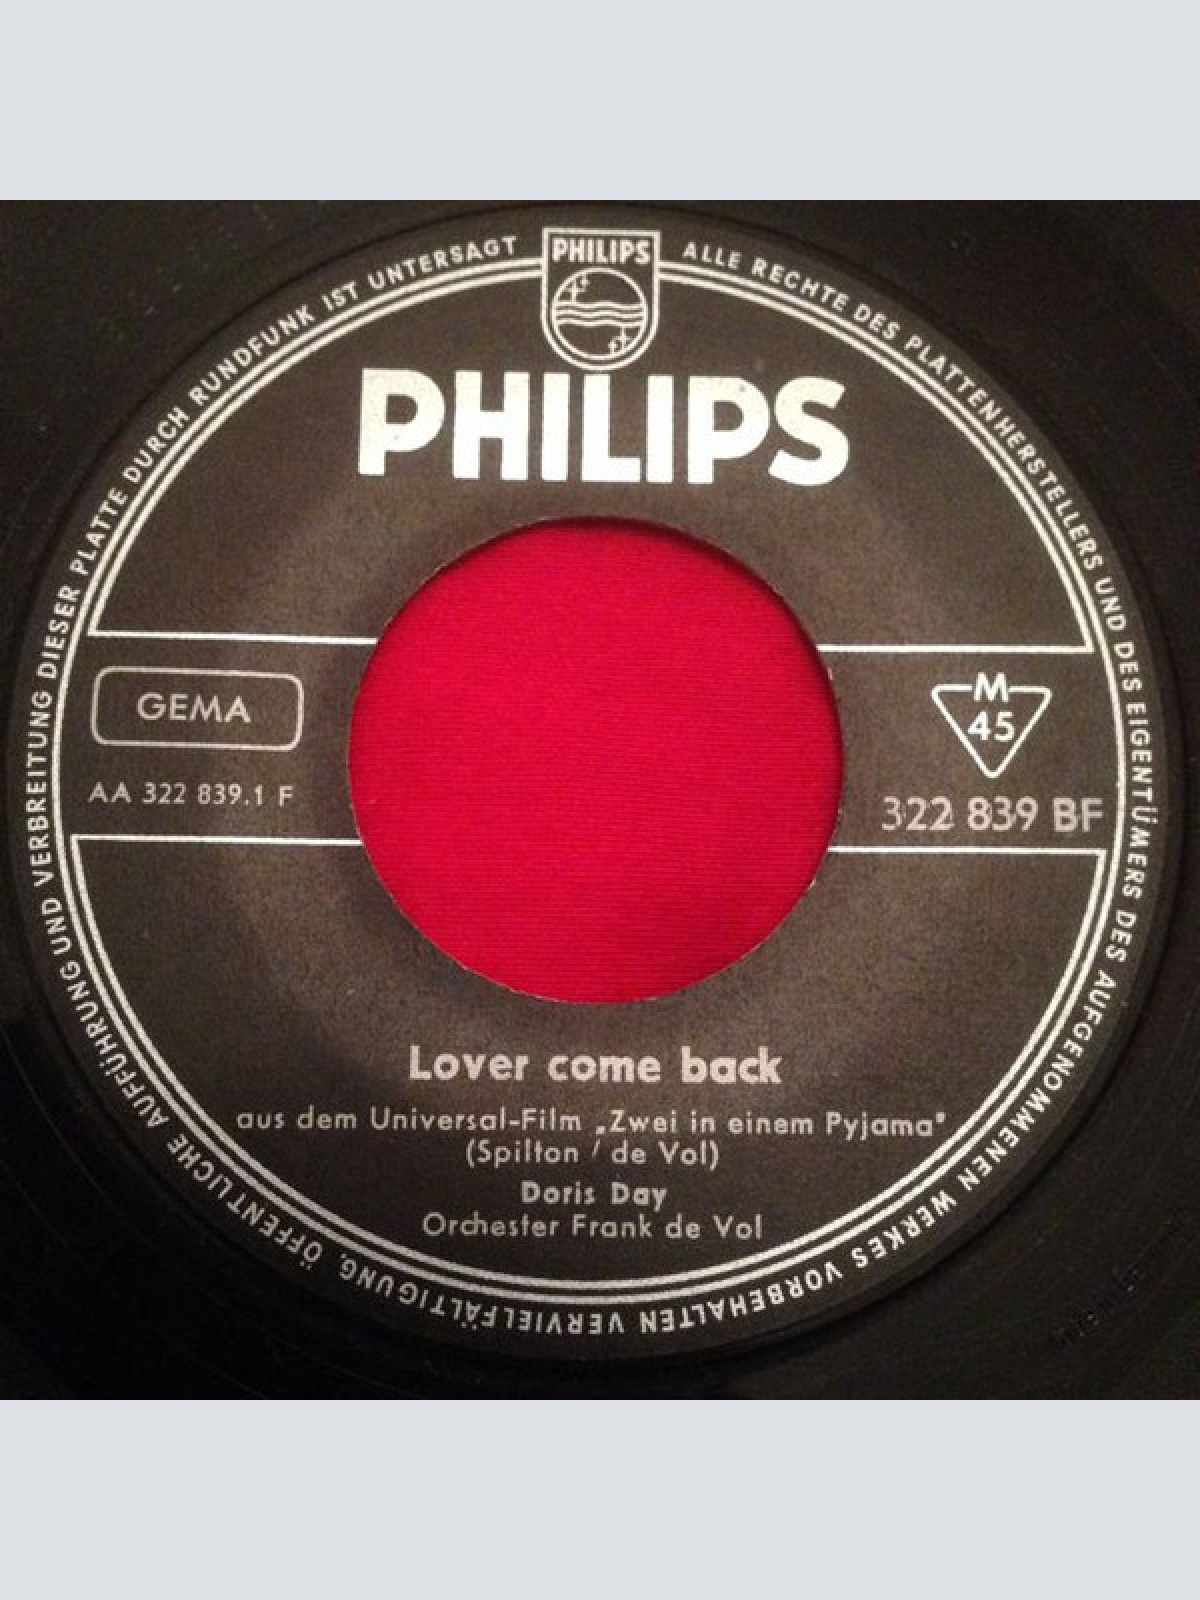 PHILIPS
PHILIPS
GEMA
AA 322 839.1 F
M
45
322 839 BF
Lover come back
aus dem Universal-Film „Zwei in einem Pyjama"
(Spilton / de Vol)
Doris Day
Orchester Frank de Vol
ALLE RECHTE DES PLATTENHERSTELLERS UND DES EIGENTÜMERS DES AUFGENOMMENEN WERKES VORBEHALTEN VERVIELFÄLTIGUNG, ÖFFENTLICHE AUFFÜHRUNG UND VERBREITUNG DIESER PLATTE DURCH RUNDFUNK IST UNTERSAGT